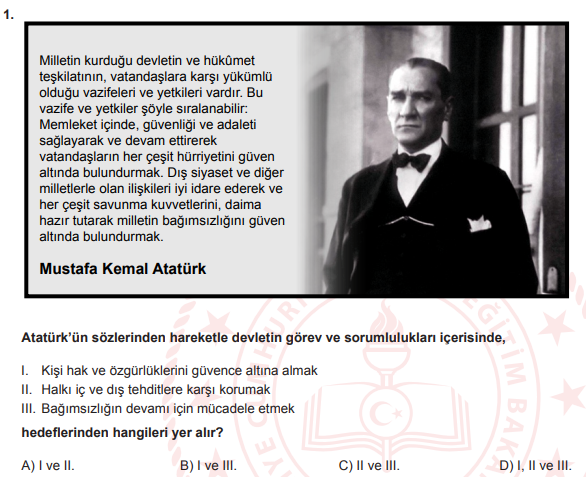 1.
Milletin kurduğu devletin ve hükûmet
teşkilatının, vatandaşlara karşı yükümlü
olduğu vazifeleri ve yetkileri vardır. Bu
vazife ve yetkiler şöyle sıralanabilir:
Memleket içinde, güvenliği ve adaleti
sağlayarak ve devam ettirerek
vatandaşların her çeşit hürriyetini güven
altında bulundurmak. Dış siyaset ve diğer
milletlerle olan ilişkileri iyi idare ederek ve
her çeşit savunma kuvvetlerini, daima
hazır tutarak milletin bağımsızlığını güven
altında bulundurmak.
Mustafa Kemal Atatürk
Atatürk'ün sözlerinden hareketle devletin görev ve sorumlulukları içerisinde,
I. Kişi hak ve özgürlüklerini güvence altına almak
II. Halkı iç ve dış tehditlere karşı korumak
III. Bağımsızlığın devamı için mücadele etmek
hedeflerinden hangileri yer alır?
A) I ve II. B) I ve III. C) II ve III. D) I, II ve III.